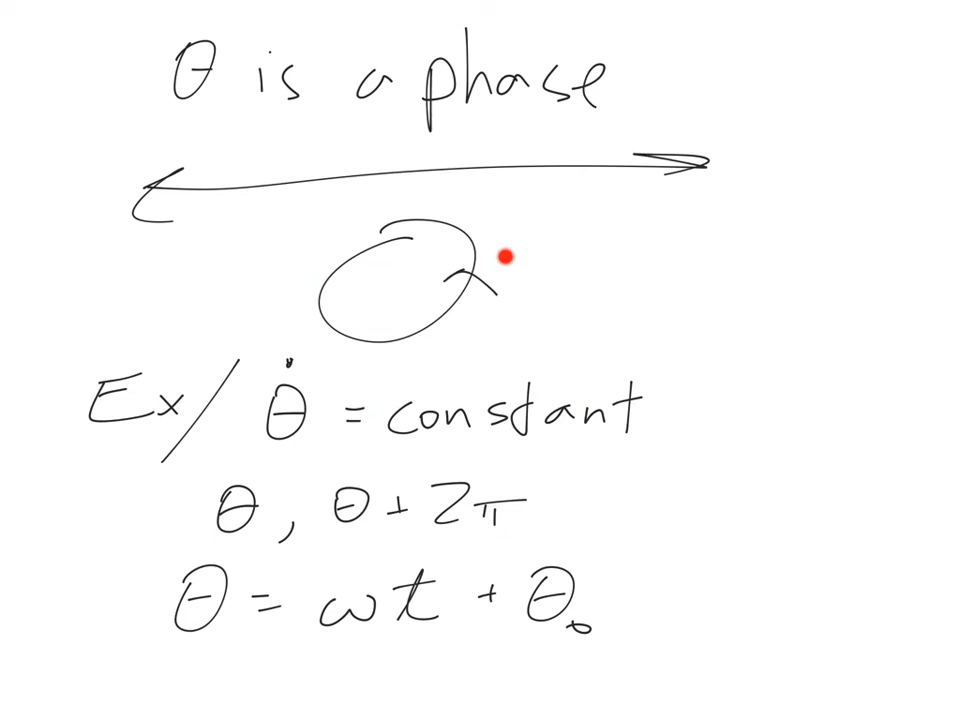 θ is a phase
Ex/ θ̇ = constant
θ, θ + 2π
θ = ωt + θ₀